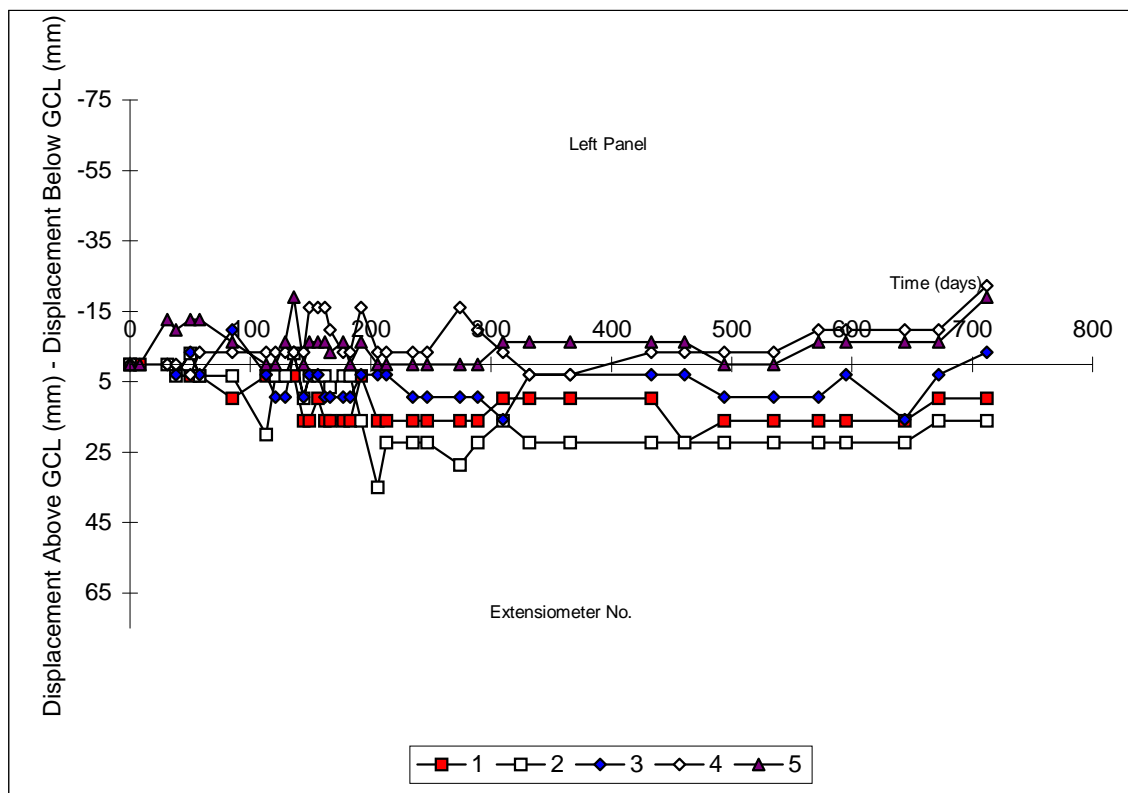 Displacement Above GCL (mm) - Displacement Below GCL (mm)
-75
-55
-35
-15
5
25
45
65
Left Panel
Time (days)
0 100 200 300 400 500 600 700 800
Extensiometer No.
1 2 3 4 5